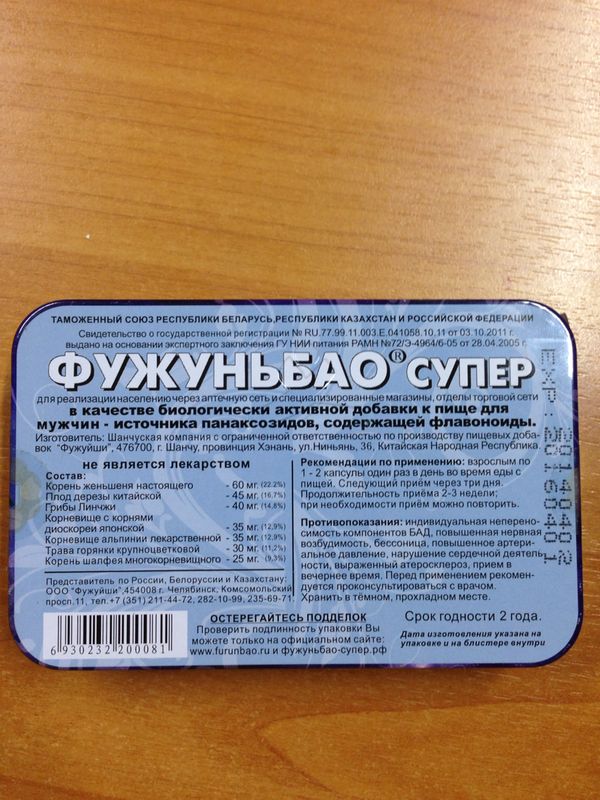 ТАМОЖЕННЫЙ СОЮЗ РЕСПУБЛИКИ БЕЛАРУСЬ,РЕСПУБЛИКИ КАЗАХСТАН И РОССИЙСКОЙ ФЕДЕРАЦИИ
Свидетельство о государственной регистрации № RU.77.99.11.003.Е.041058.10.11 от 03.10.2011 г.
выдано на основании экспертного заключения ГУ НИИ питания РАМН №72/Э-4964/б-05 от 28.04.2005 г.
ФУЖУНЬБАО® СУПЕР
для реализации населению через аптечную сеть и специализированные магазины, отделы торговой сети
в качестве биологически активной добавки к пище для
мужчин - источника панаксозидов, содержащей флавоноиды.
Изготовитель: Шанчуская компания с ограниченной ответственностью по производству пищевых доба-
вок "Фужуйши", 476700, г. Шанчу, провинция Хэнань, ул.Ниньянь, 36, Китайская Народная Республика.
не является лекарством
Состав:
Корень женьшеня настоящего - 60 мг. (22.2%)
Плод дерезы китайской - 45 мг. (16,7%)
Грибы Линчжи - 40 мг. (14,8%)
Корневище с корнями
диоскореи японской - 35 мг. (12,9%)
Корневище альпинии лекарственной - 35 мг. (12,9%)
Трава горянки крупноцветковой - 30 мг. (11,2%)
Корень шалфея многокорневищного - 25 мг. (9,3%)
Представитель по России, Белоруссии и Казахстану:
ООО "Фужуйши",454008 г. Челябинск, Комсомольский
просп.11, тел.+7 (351) 211-44-72, 282-10-99, 235-69-71.
Рекомендации по применению: взрослым по
1 - 2 капсулы один раз в день во время еды с
пищей. Следующий приём через три дня.
Продолжительность приёма 2-3 недели;
при необходимости приём можно повторить.
Противопоказания: индивидуальная неперено-
симость компонентов БАД, повышенная нервная
возбудимость, бессоница, повышенное артери-
альное давление, нарушение сердечной деятель-
ности, выраженный атеросклероз, прием в
вечернее время. Перед применением рекомен-
дуется проконсультироваться с врачом.
Хранить в тёмном, прохладном месте.
6 930232 200081
ОСТЕРЕГАЙТЕСЬ ПОДДЕЛОК
Проверить подлинность упаковки Вы
можете только на официальном сайте:
www.furunbao.ru и фужуньбао-супер.рф
Срок годности 2 года.
Дата изготовления указана на
упаковке и на блистере внутри
20140402
EXP: 20160401